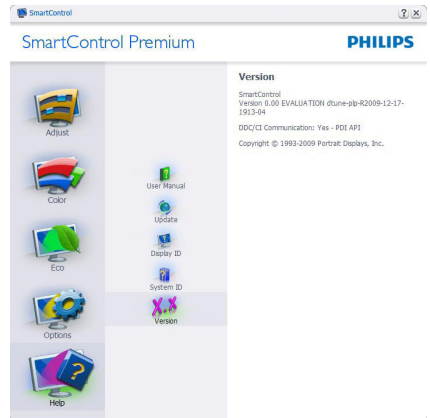 SmartControl
SmartControl Premium
PHILIPS
Adjust
Color
Eco
Options
Help
User Manual
Update
Display ID
System ID
X.X
Version
Version
SmartControl
Version 0.00 EVALUATION dtune-plp-R2009-12-17-
1913-04
DDC/CI Communication: Yes - PDI API
Copyright © 1993-2009 Portrait Displays, Inc.